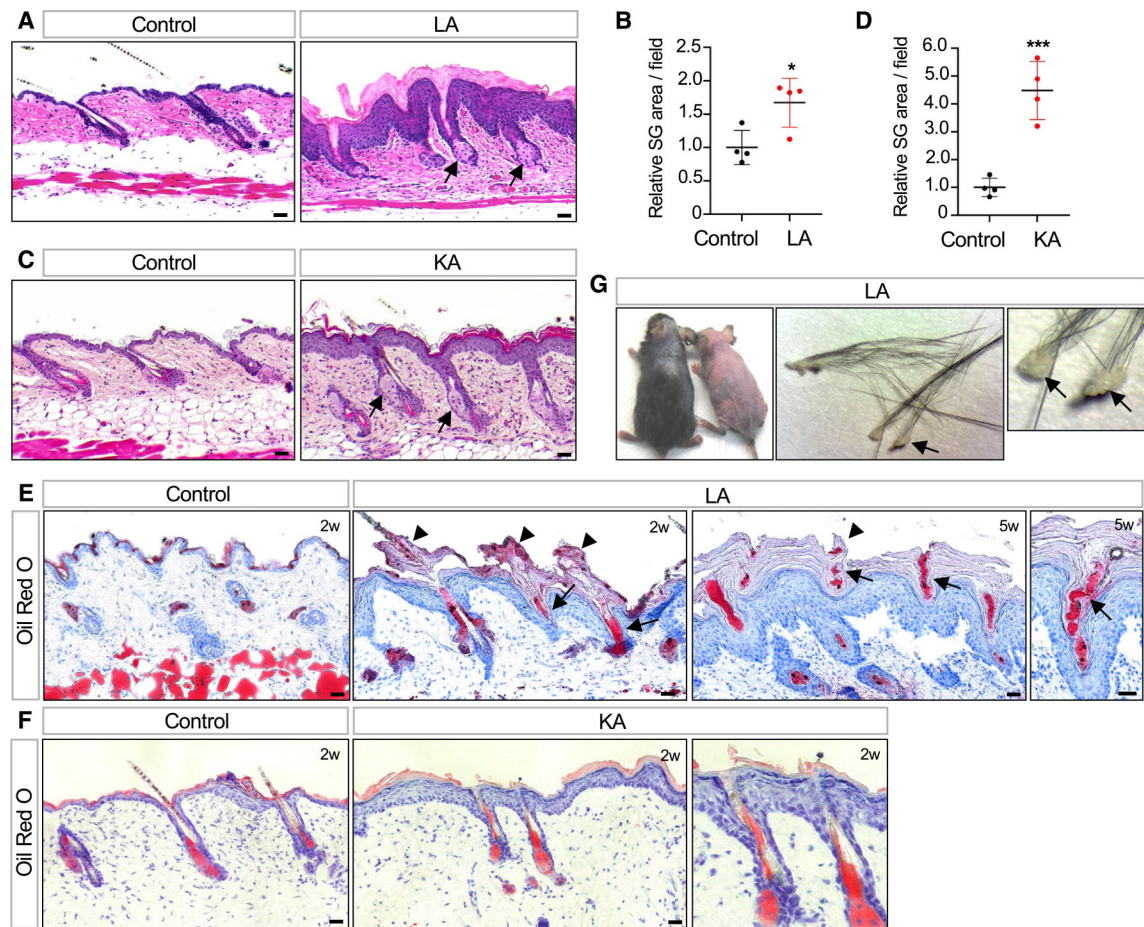 A
Control
LA
B
Relative SG area / field
2.5
2.0
1.5
1.0
0.5
0
*
Control
LA
D
Relative SG area / field
6.0
5.0
4.0
3.0
2.0
1.0
0
***
Control
KA
C
Control
KA
G
LA
E
Control
LA
Oil Red O
2w
2w
5w
5w
F
Control
KA
Oil Red O
2w
2w
2w